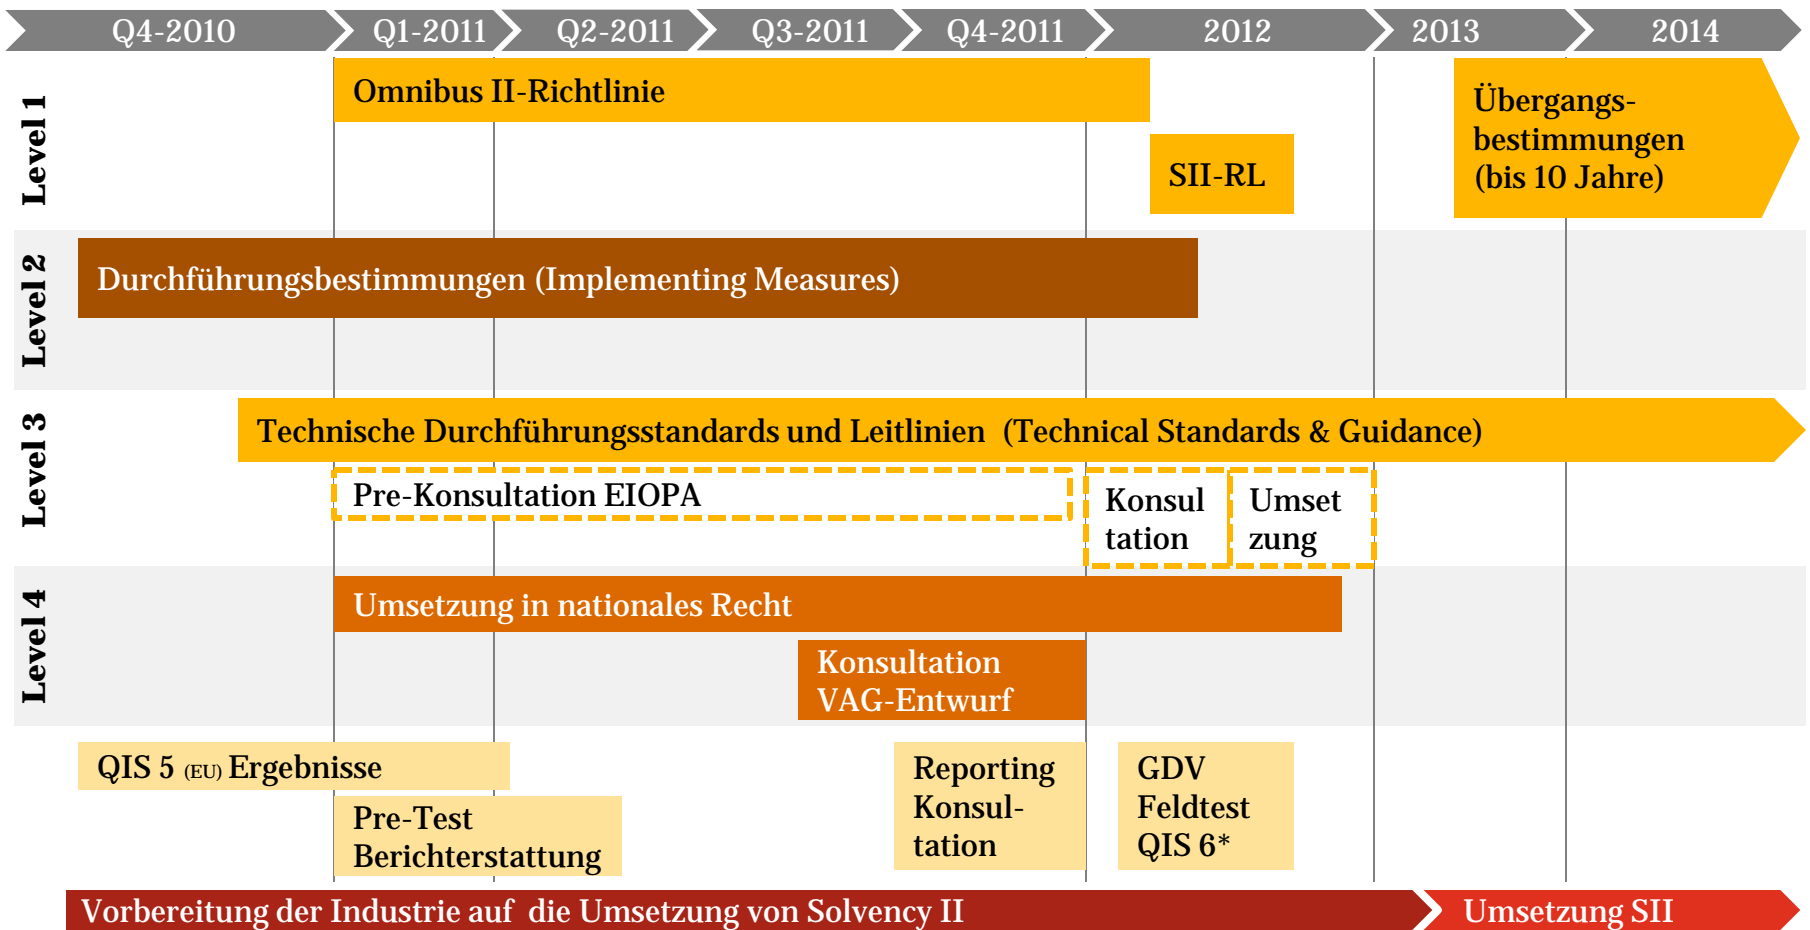 Q4-2010 Q1-2011 Q2-2011 Q3-2011 Q4-2011 2012 2013 2014
Level 1
Omnibus II-Richtlinie
SII-RL
Übergangs-
bestimmungen
(bis 10 Jahre)
Level 2
Durchführungsbestimmungen (Implementing Measures)
Level 3
Technische Durchführungsstandards und Leitlinien (Technical Standards & Guidance)
Pre-Konsultation EIOPA
Konsul
tation
Umset
zung
Level 4
Umsetzung in nationales Recht
Konsultation
VAG-Entwurf
QIS 5 (EU) Ergebnisse
Pre-Test
Berichterstattung
Reporting
Konsul-
tation
GDV
Feldtest
QIS 6*
Vorbereitung der Industrie auf die Umsetzung von Solvency II
Umsetzung SII